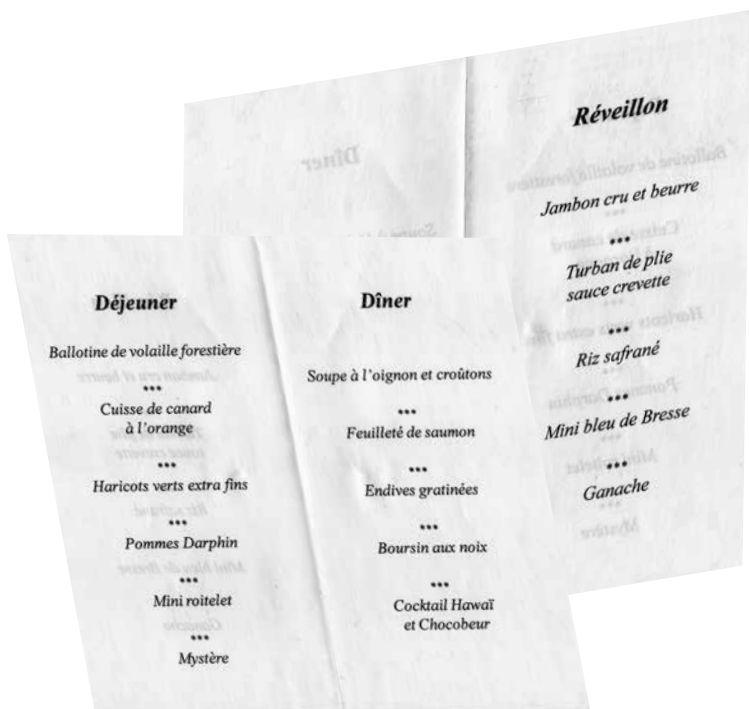 Déjeuner
Ballotine de volaille forestière
***
Cuisse de canard
à l'orange
***
Haricots verts extra fins
***
Pommes Darphin
***
Mini roitelet
***
Mystère
Dîner
Soupe à l'oignon et croûtons
***
Feuilleté de saumon
***
Endives gratinées
***
Boursin aux noix
***
Cocktail Hawaï
et Chocobeur
Réveillon
Jambon cru et beurre
***
Turban de plie
sauce crevette
***
Riz safrané
***
Mini bleu de Bresse
***
Ganache
Dîner